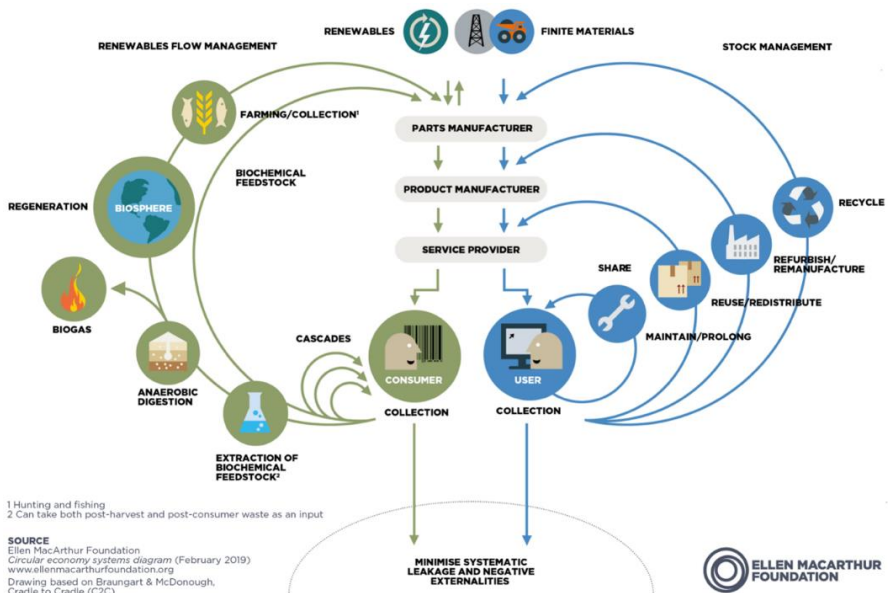 RENEWABLES
FINITE MATERIALS
RENEWABLES FLOW MANAGEMENT
STOCK MANAGEMENT
FARMING/COLLECTION¹
PARTS MANUFACTURER
BIOCHEMICAL
FEEDSTOCK
PRODUCT MANUFACTURER
REGENERATION
BIOSPHERE
RECYCLE
SERVICE PROVIDER
SHARE
REFURBISH/
REMANUFACTURE
REUSE/REDISTRIBUTE
BIOGAS
CASCADES
MAINTAIN/PROLONG
CONSUMER
USER
ANAEROBIC
DIGESTION
COLLECTION
COLLECTION
EXTRACTION OF
BIOCHEMICAL
FEEDSTOCK²
1 Hunting and fishing
2 Can take both post-harvest and post-consumer waste as an input
SOURCE
Ellen MacArthur Foundation
Circular economy systems diagram (February 2019)
www.ellenmacarthurfoundation.org
Drawing based on Braungart & McDonough,
Cradle to Cradle (C2C)
MINIMISE SYSTEMATIC
LEAKAGE AND NEGATIVE
EXTERNALITIES
ELLEN MACARTHUR
FOUNDATION